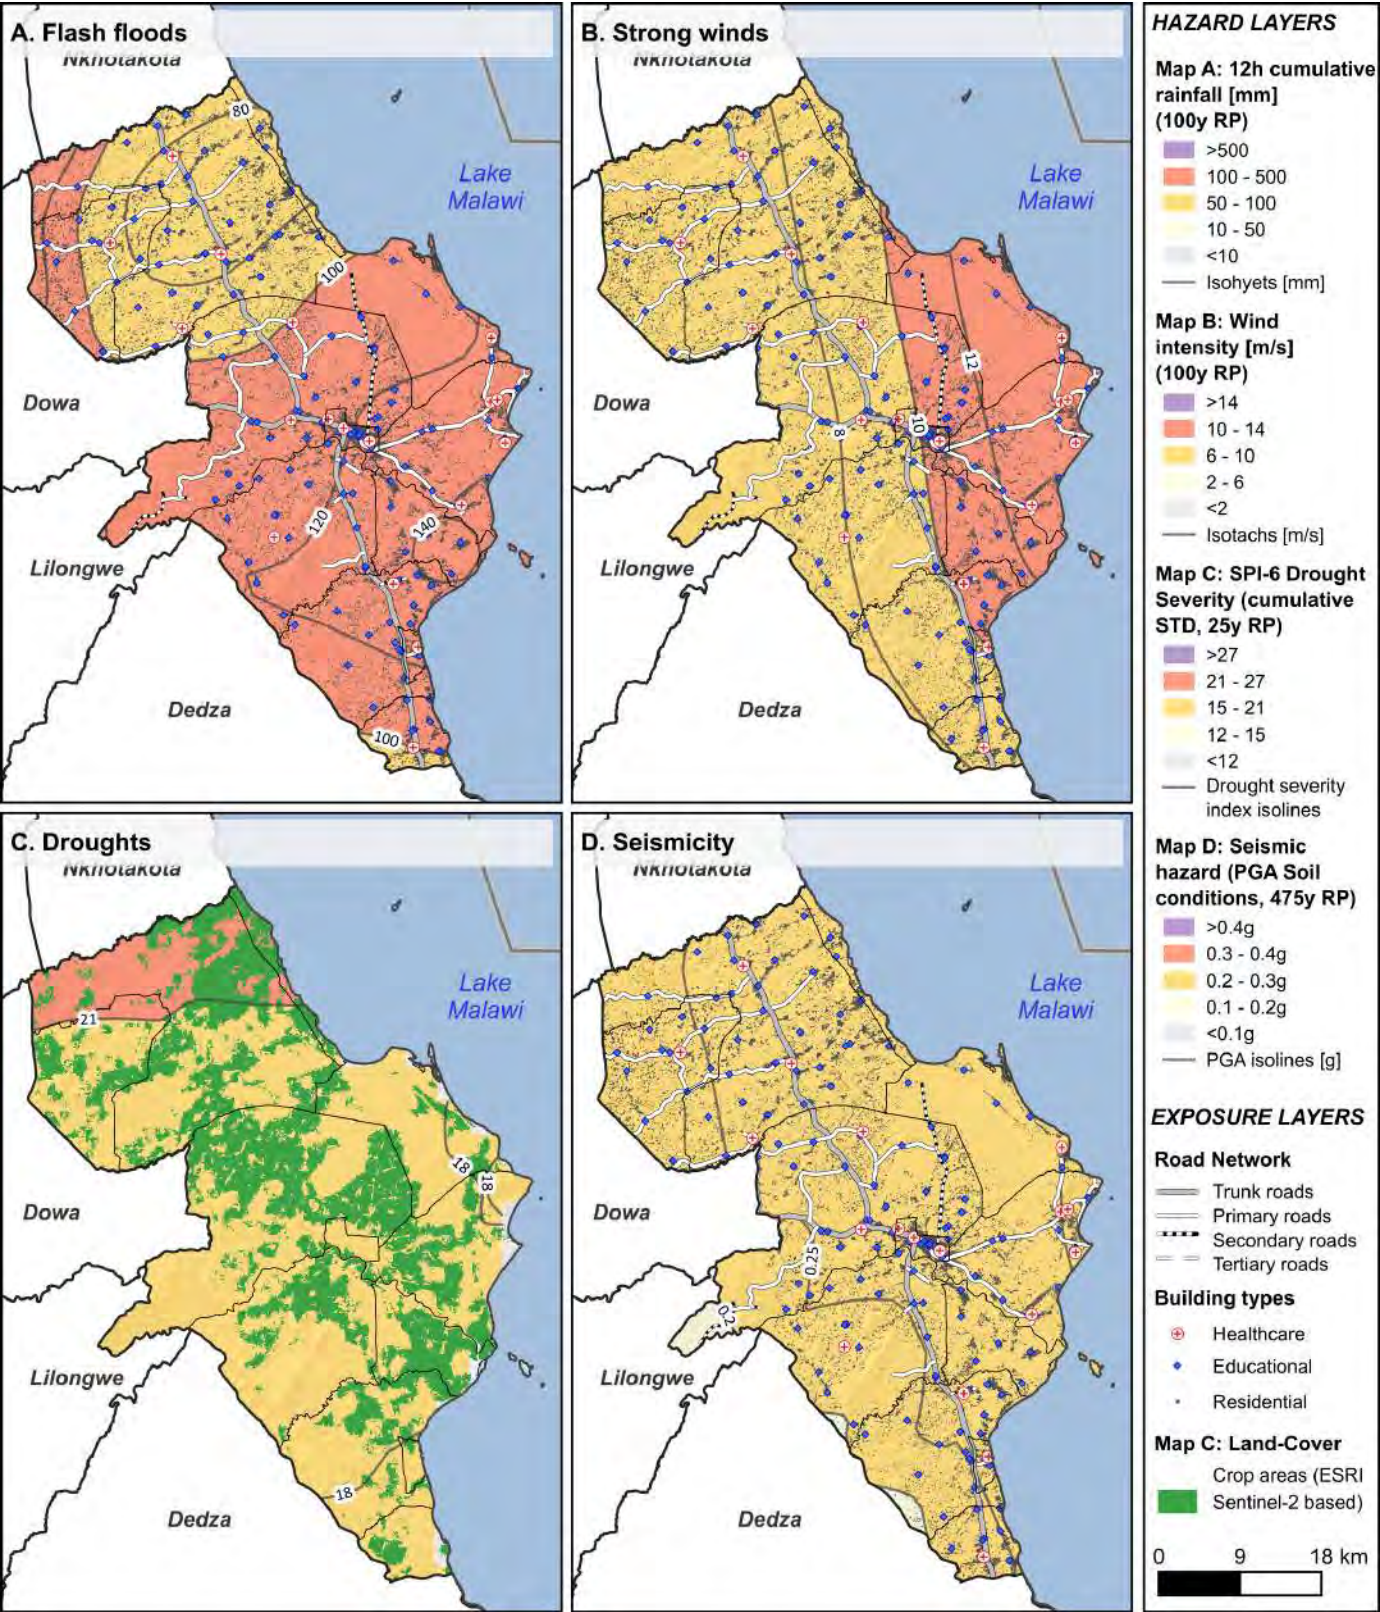 A. Flash floods
Nkhotakota
80
Lake
Malawi
100
Dowa
120
140
Lilongwe
Dedza
100
B. Strong winds
Nkhotakota
Lake
Malawi
12
Dowa
8
10
Lilongwe
Dedza
C. Droughts
Nkhotakota
Lake
Malawi
21
18
18
Dowa
Lilongwe
18
Dedza
D. Seismicity
Nkhotakota
Lake
Malawi
Dowa
0.25
0.2
Lilongwe
Dedza
HAZARD LAYERS
Map A: 12h cumulative
rainfall [mm]
(100y RP)
>500
100 - 500
50 - 100
10 - 50
<10
Isohyets [mm]
Map B: Wind
intensity [m/s]
(100y RP)
>14
10 - 14
6 - 10
2 - 6
<2
Isotachs [m/s]
Map C: SPI-6 Drought
Severity (cumulative
STD, 25y RP)
>27
21 - 27
15 - 21
12 - 15
<12
Drought severity
index isolines
Map D: Seismic
hazard (PGA Soil
conditions, 475y RP)
>0.4g
0.3 - 0.4g
0.2 - 0.3g
0.1 - 0.2g
<0.1g
PGA isolines [g]
EXPOSURE LAYERS
Road Network
Trunk roads
Primary roads
Secondary roads
Tertiary roads
Building types
Healthcare
Educational
Residential
Map C: Land-Cover
Crop areas (ESRI
Sentinel-2 based)
0 9 18 km